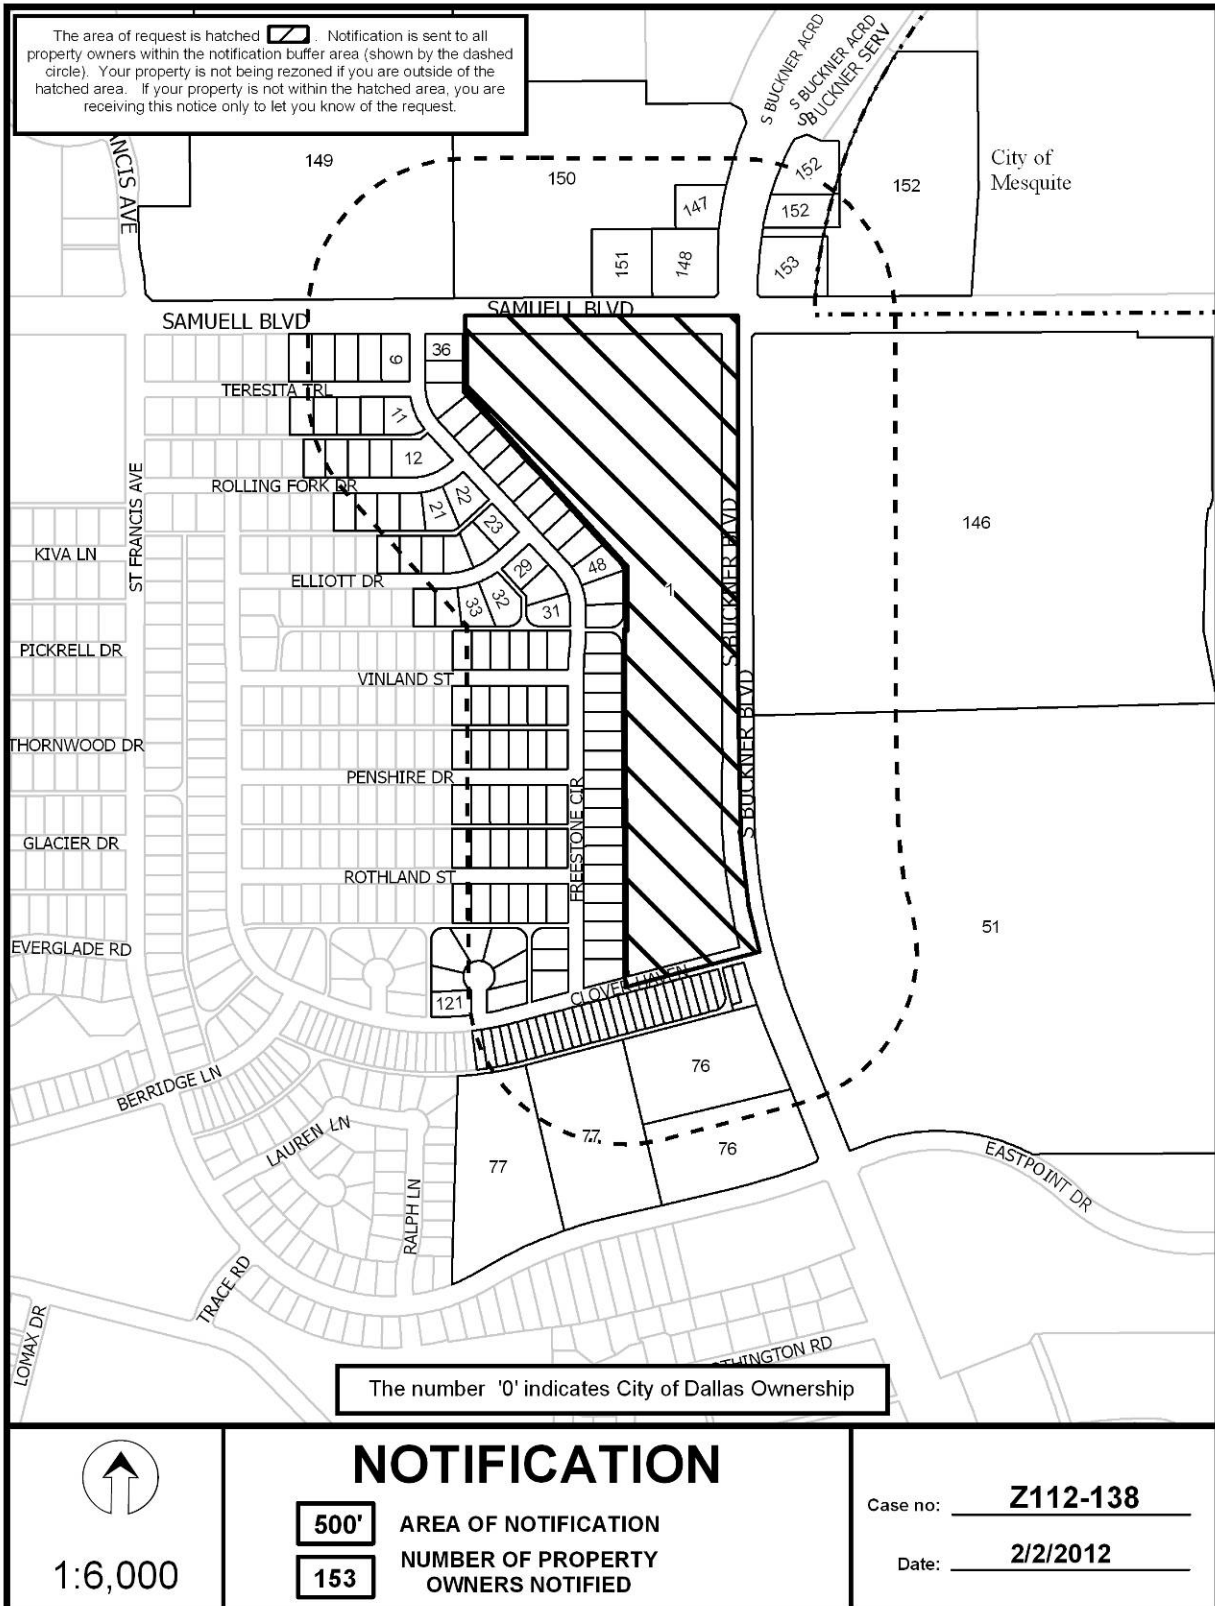 The area of request is hatched . Notification is sent to all
property owners within the notification buffer area (shown by the dashed
circle). Your property is not being rezoned if you are outside of the
hatched area. If your property is not within the hatched area, you are
receiving this notice only to let you know of the request.
S BUCKNER ACRD
S BUCKNER ACRD
S BUCKNER SERV
ANCIS AVE
149
150
152
152
152
City of
Mesquite
147
151
148
153
SAMUELL BLVD
SAMUELL BLVD
6
36
TERESITA TRL
11
12
ST FRANCIS AVE
ROLLING FORK DR
21
22
23
146
KIVA LN
ELLIOTT DR
29
48
33
32
31
1
S BUCKNER BLVD
PICKRELL DR
VINLAND ST
S BUCKNER BLVD
THORNWOOD DR
PENSHIRE DR
FREESTONE CIR
GLACIER DR
ROTHLAND ST
EVERGLADE RD
51
121
CLOVER HAVEN
BERRIDGE LN
76
LAUREN LN
77
77
76
EASTPOINT DR
RALPH LN
TRACE RD
LOMAX DR
THINGTON RD
The number '0' indicates City of Dallas Ownership
1:6,000
NOTIFICATION
500' AREA OF NOTIFICATION
153 NUMBER OF PROPERTY
OWNERS NOTIFIED
Case no: Z112-138
Date: 2/2/2012